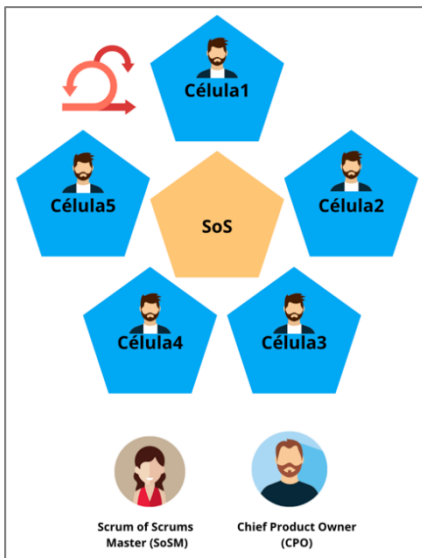 Célula1
Célula5
SoS
Célula2
Célula4
Célula3
Scrum of Scrums
Master (SoSM)
Chief Product Owner
(CPO)